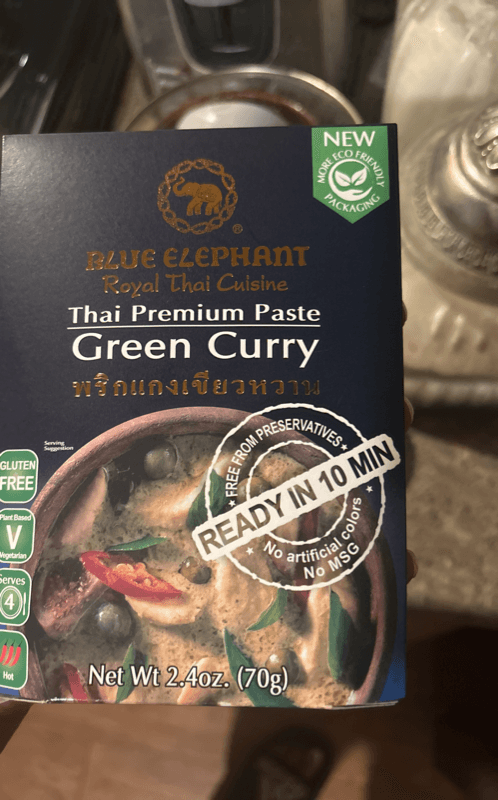 NEW
MORE ECO FRIENDLY
PACKAGING
®
BLUE ELEPHANT
Royal Thai Cuisine
Thai Premium Paste
Green Curry
พริกแกงเขียวหวาน
Serving
Suggestion
FREE FROM PRESERVATIVES
READY IN 10 MIN
No artificial colors
No MSG
GLUTEN
FREE
Plant Based
V
Vegetarian
Serves
4
Hot
Net Wt 2.4oz. (70g)